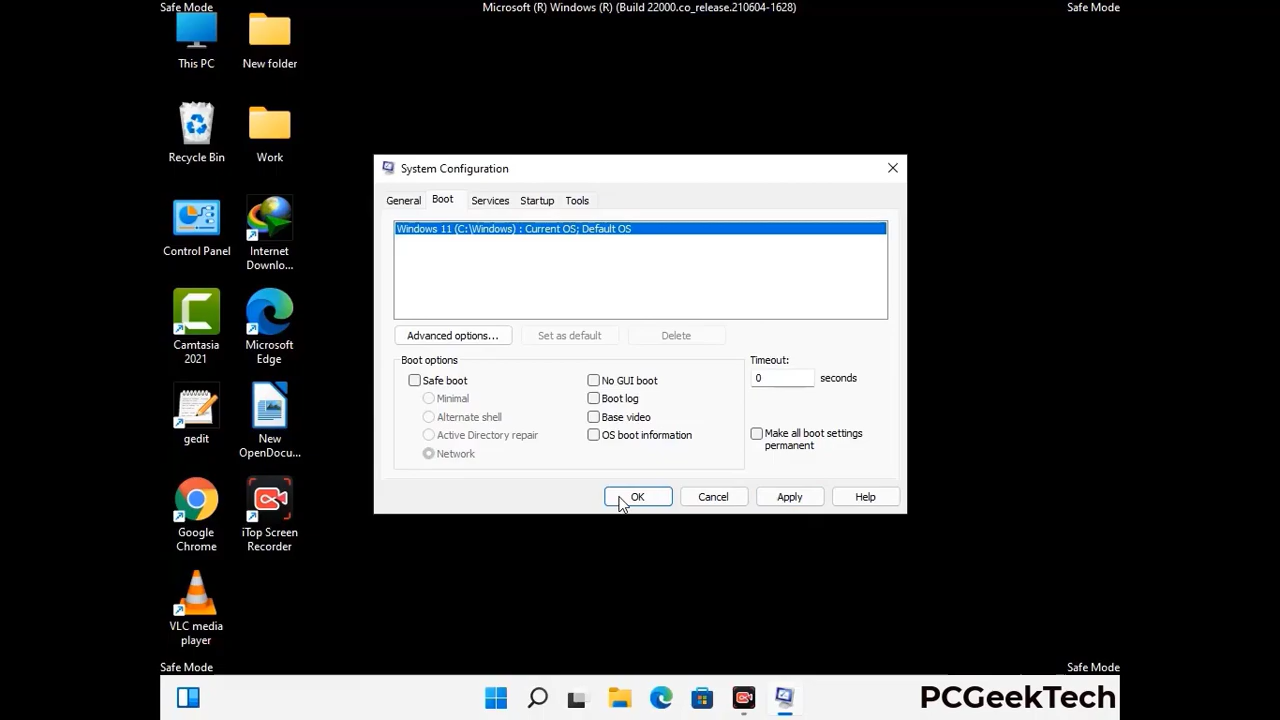 Safe Mode
Microsoft (R) Windows (R) (Build 22000.co_release.210604-1628)
Safe Mode
This PC
New folder
Recycle Bin
Work
Control Panel
Internet
Downlo...
Camtasia
2021
Microsoft
Edge
gedit
New
OpenDocu...
Google
Chrome
iTop Screen
Recorder
VLC media
player
System Configuration
General
Boot
Services
Startup
Tools
Windows 11 (C:\Windows) : Current OS; Default OS
Advanced options...
Set as default
Delete
Boot options
Safe boot
Minimal
Alternate shell
Active Directory repair
Network
No GUI boot
Boot log
Base video
OS boot information
Timeout:
0 seconds
Make all boot settings
permanent
OK
Cancel
Apply
Help
Safe Mode
Safe Mode
PCGeekTech